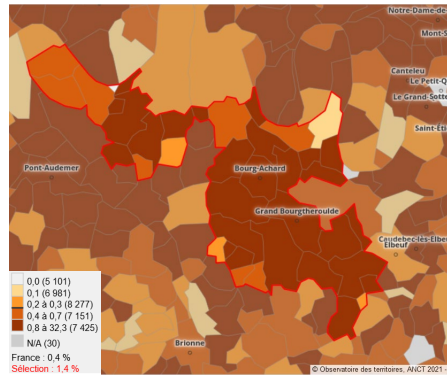 Notre-Dame-de
Mont-S
Canteleu
Le Petit-Q
Le Grand-Sotte
Saint-Éti
Pont-Audemer
Bourg-Achard
Grand Bourgtheroulde
Caudebec-lès-Elbeu
Elbeuf
Brionne
0,0 (5 101)
0,1 (6 981)
0,2 à 0,3 (8 277)
0,4 à 0,7 (7 151)
0,8 à 32,3 (7 425)
N/A (30)
France : 0,4 %
Sélection : 1,4 %
© Observatoire des territoires, ANCT 2021 -